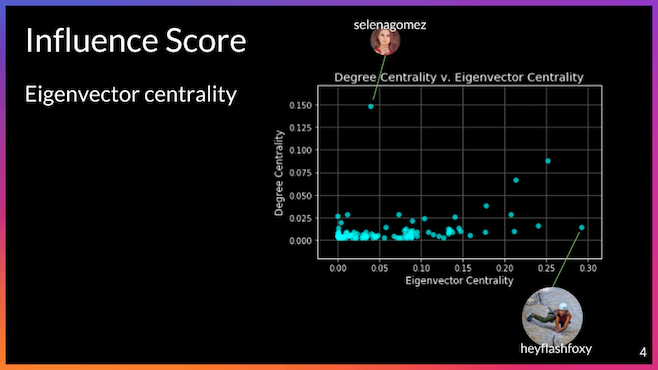 selenagomez
Influence Score
Eigenvector centrality
Degree Centrality v. Eigenvector Centrality
Degree Centrality
0.150
0.125
0.100
0.075
0.050
0.025
0.000
0.00 0.05 0.10 0.15 0.20 0.25 0.30
Eigenvector Centrality
heyflashfoxy
4